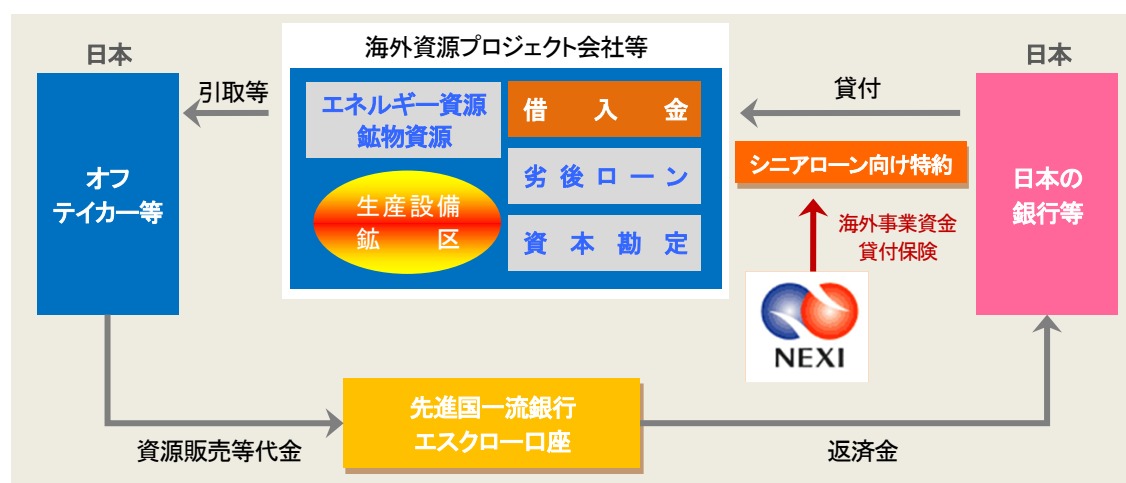 日本
オフ
テイカー等
引取等
海外資源プロジェクト会社等
エネルギー資源
鉱物資源
生産設備
鉱区
借入金
劣後ローン
資本勘定
貸付
シニアローン向け特約
海外事業資金
貸付保険
NEXI
日本
日本の
銀行等
資源販売等代金
先進国一流銀行
エスクロー口座
返済金